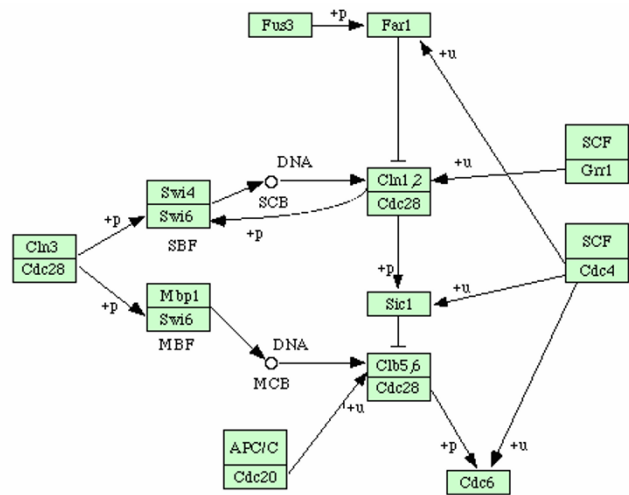 Fus3
+p
Far1
+u
SCF
Grr1
+u
DNA
SCB
Cln1,2
Cdc28
Swi4
Swi6
SBF
+p
+p
Cln3
Cdc28
+p
SCF
Cdc4
+p
+u
Sic1
Mbp1
Swi6
MBF
DNA
MCB
Clb5,6
Cdc28
+u
APC/C
Cdc20
+p
+u
Cdc6